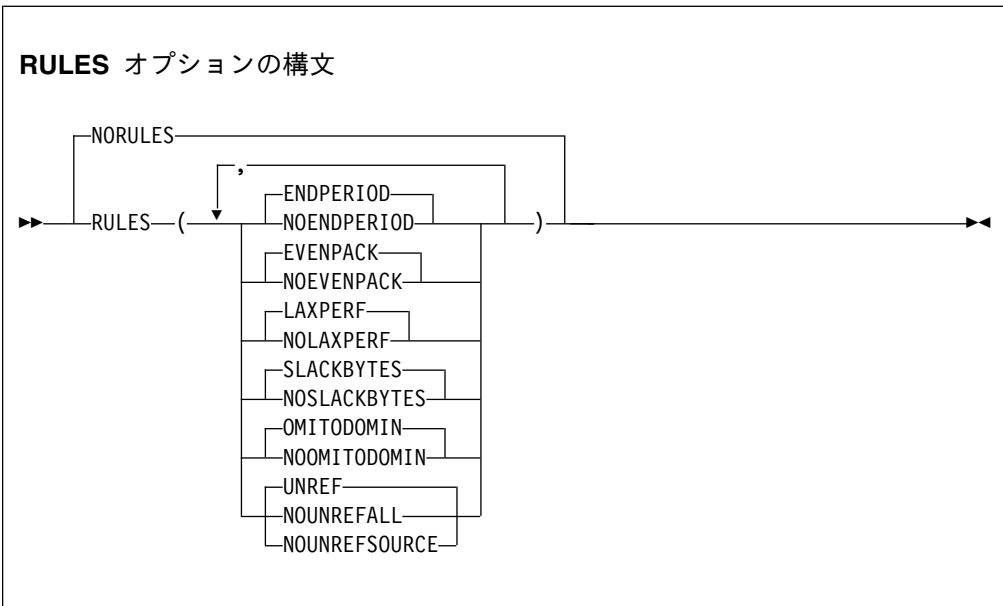 RULES オプションの構文
NORULES
,
ENDPERIOD
RULES ( NOENDPERIOD )
EVENPACK
NOEVENPACK
LAXPERF
NOLAXPERF
SLACKBYTES
NOSLACKBYTES
OMITODOMIN
NOOMITODOMIN
UNREF
NOUNREFALL
NOUNREFSOURCE